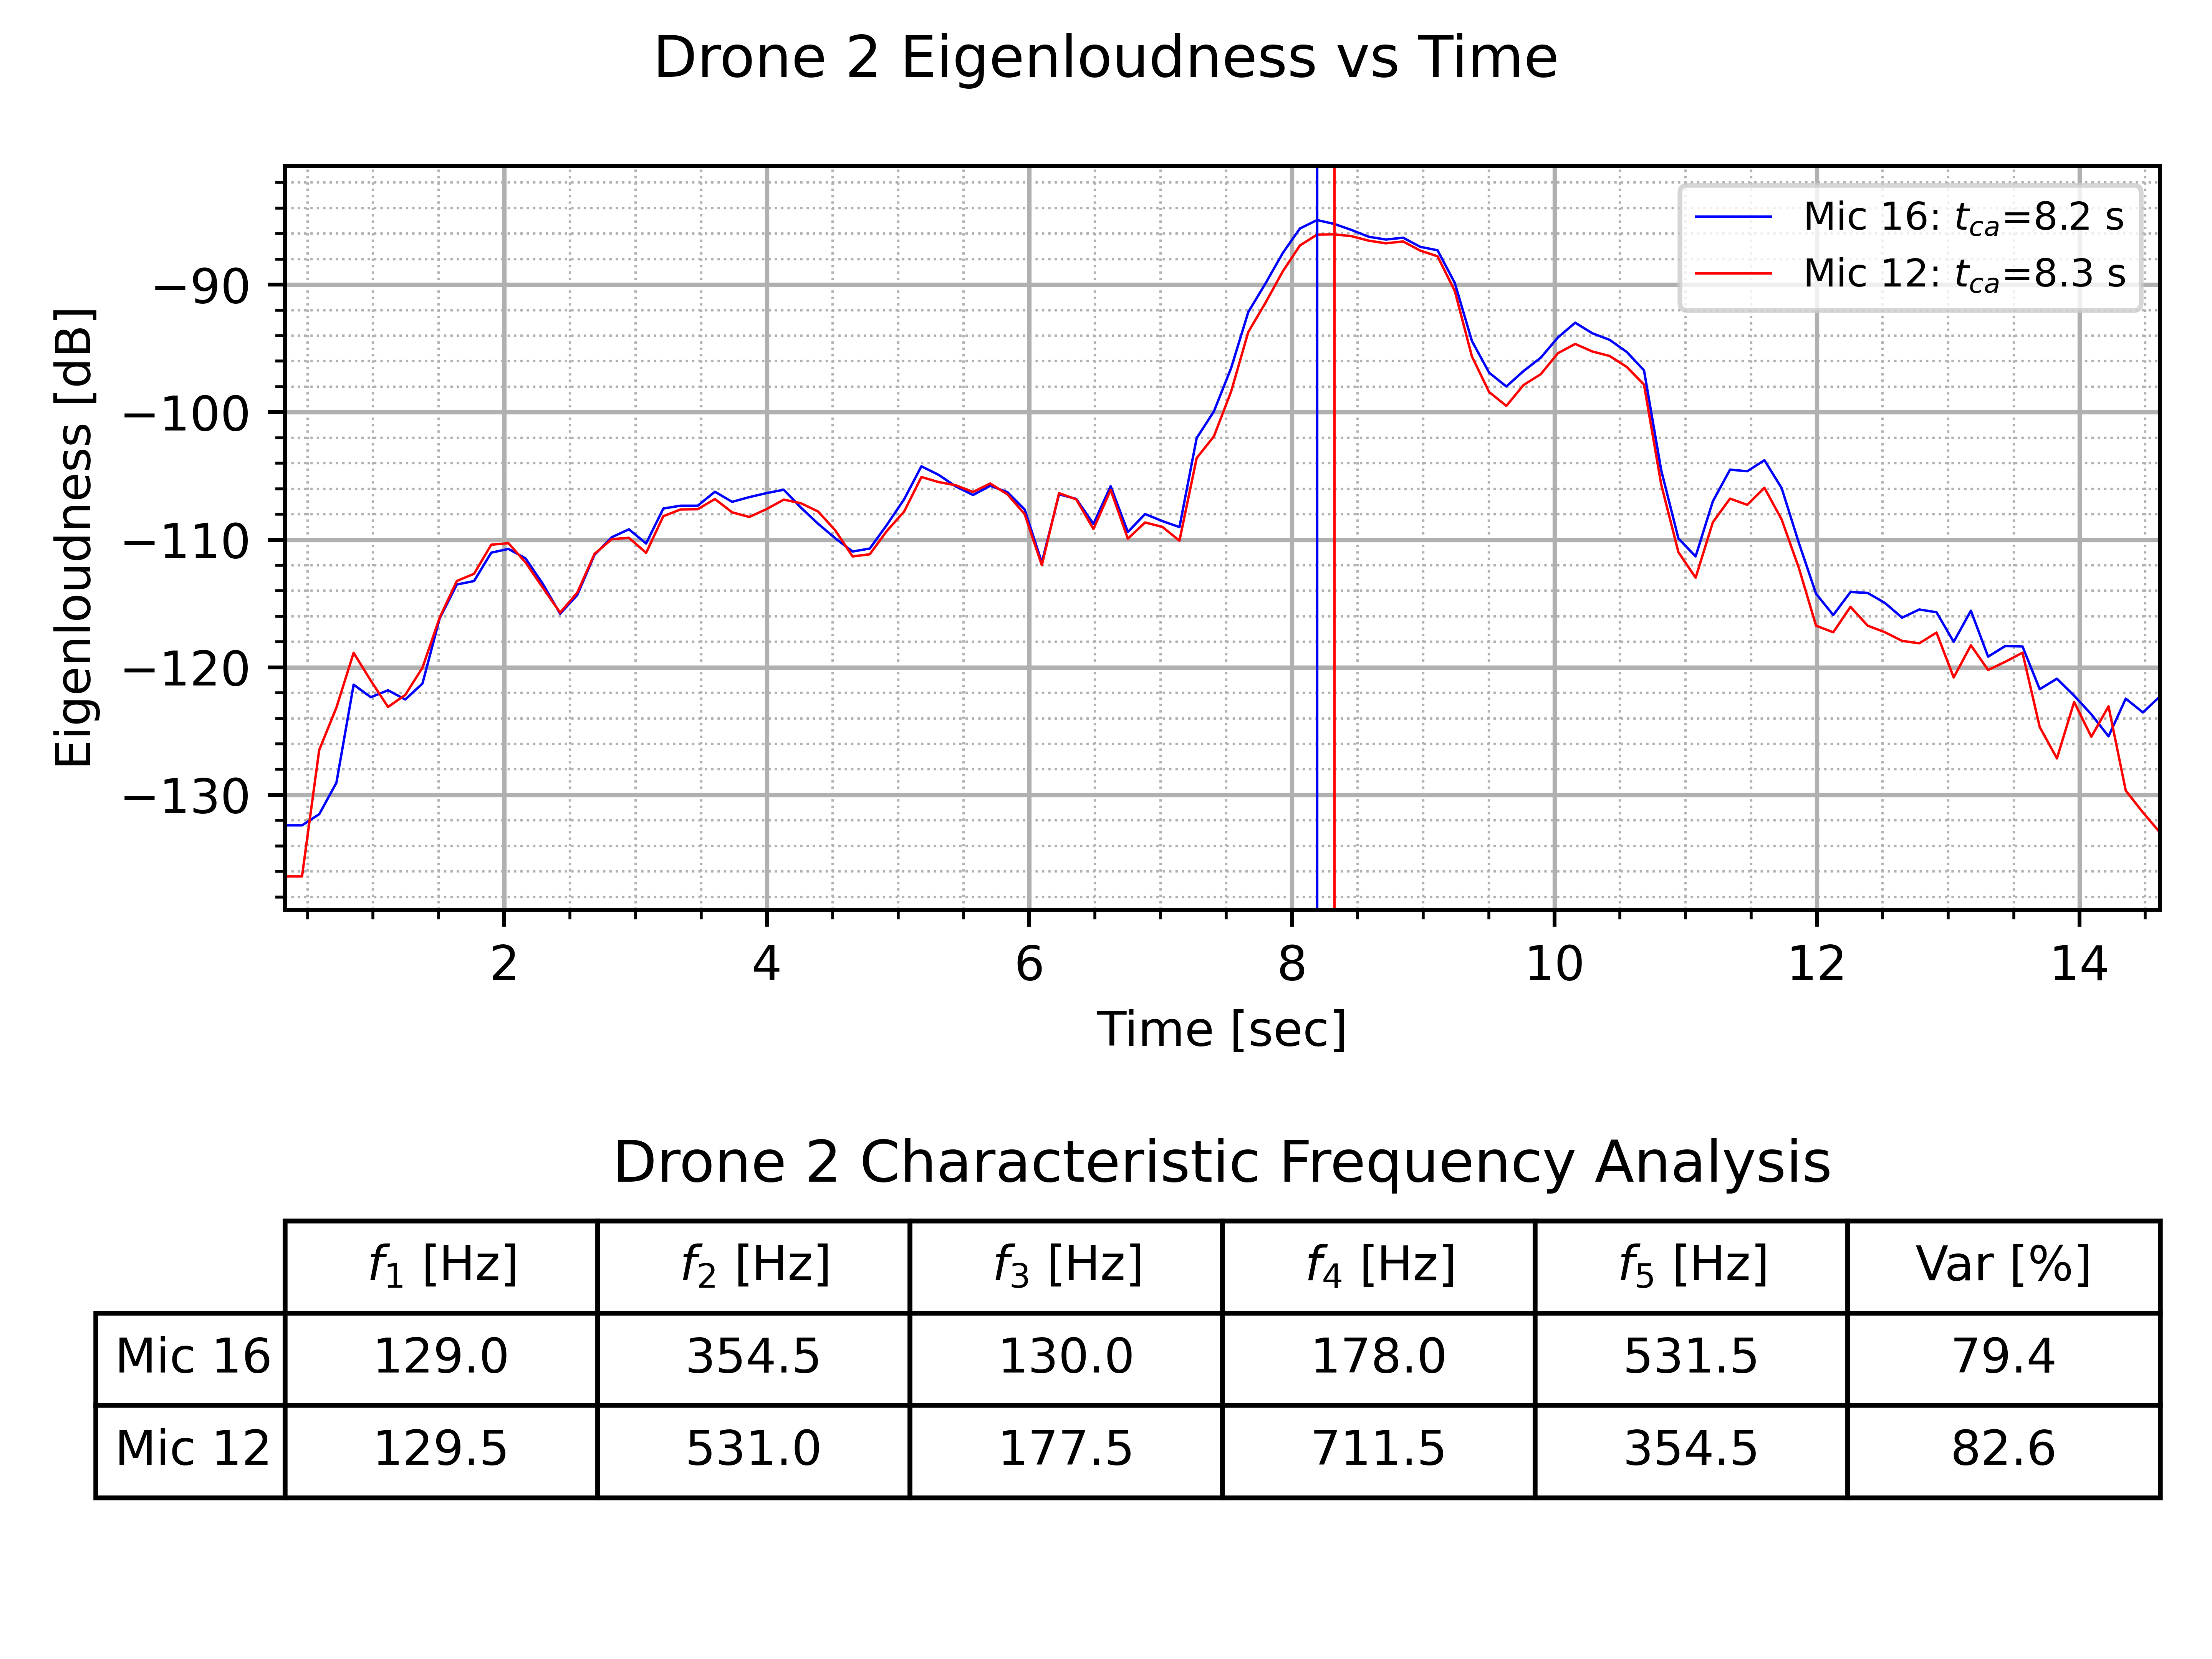 Drone 2 Eigenloudness vs Time
Mic 16: t_ca=8.2 s
Mic 12: t_ca=8.3 s
Eigenloudness [dB]
−90
−100
−110
−120
−130
2 4 6 8 10 12 14
Time [sec]
Drone 2 Characteristic Frequency Analysis
f₁ [Hz] f₂ [Hz] f₃ [Hz] f₄ [Hz] f₅ [Hz] Var [%]
Mic 16 129.0 354.5 130.0 178.0 531.5 79.4
Mic 12 129.5 531.0 177.5 711.5 354.5 82.6